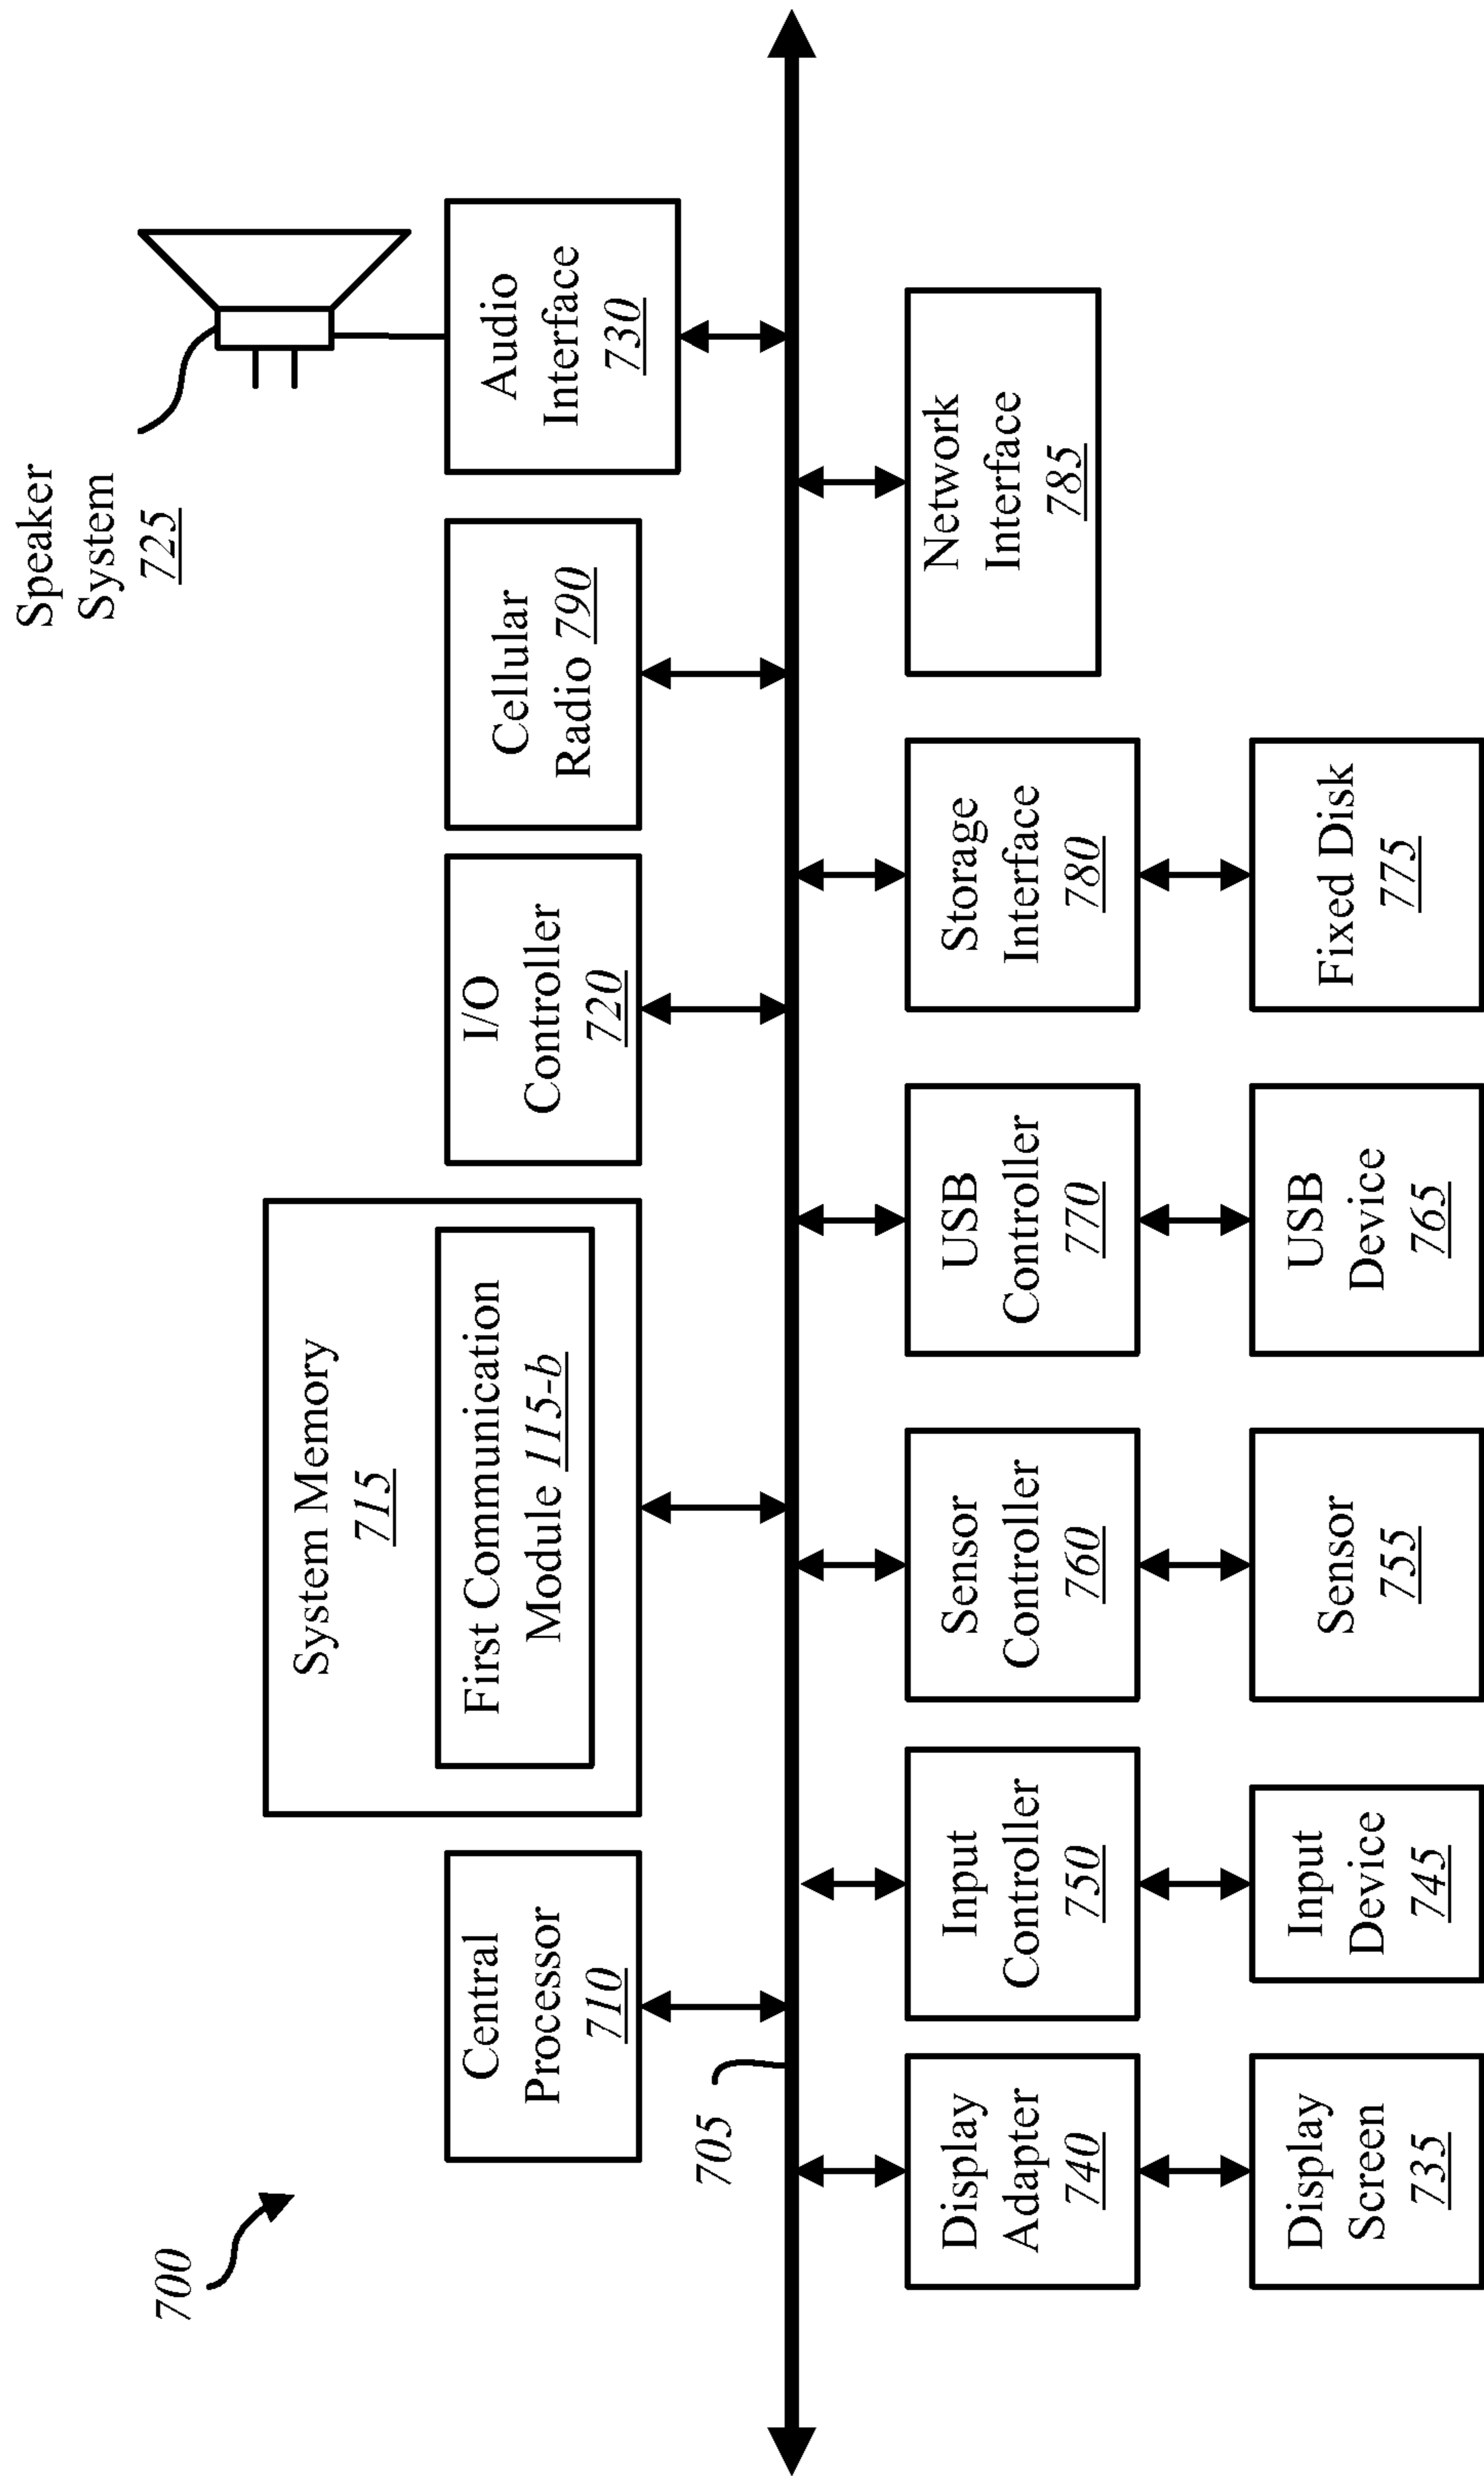 700
Central
Processor
710
System Memory
715
First Communication
Module 115-b
I/O
Controller
720
Cellular
Radio 790
Speaker
System
725
Audio
Interface
730
705
Display
Adapter
740
Input
Controller
750
Sensor
Controller
760
USB
Controller
770
Storage
Interface
780
Network
Interface
785
Display
Screen
735
Input
Device
745
Sensor
755
USB
Device
765
Fixed Disk
775